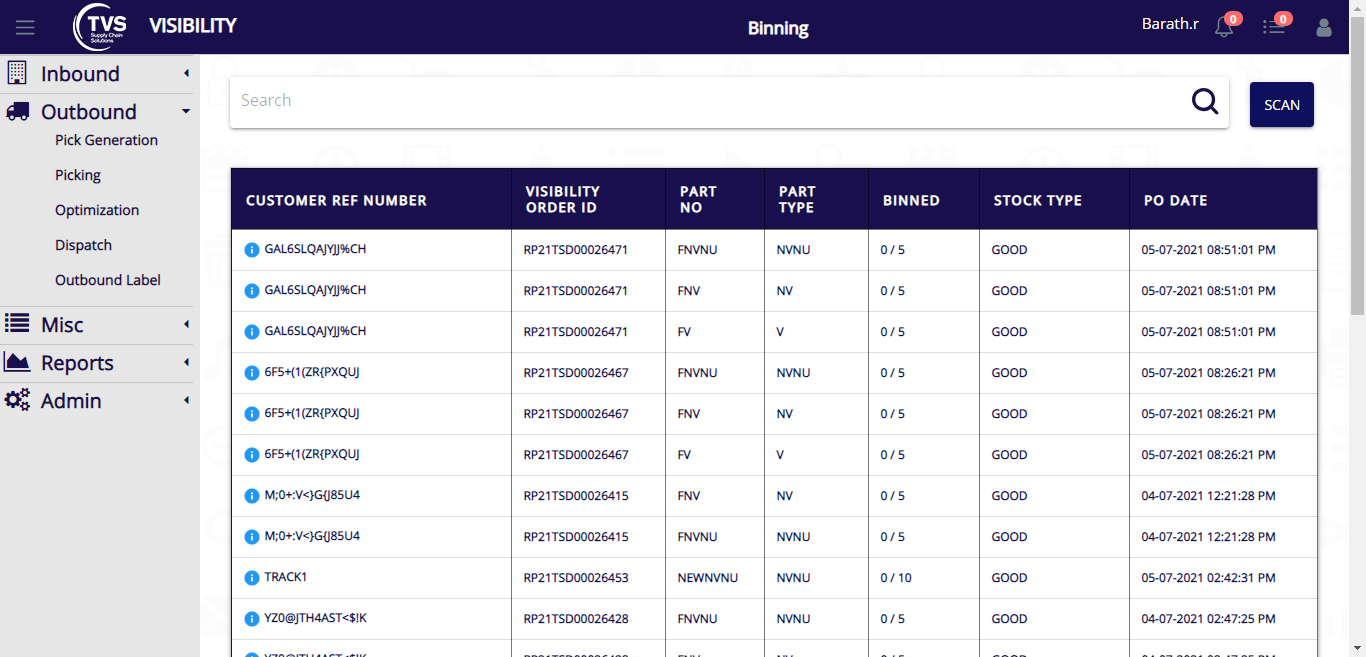 TVS
Supply Chain
Solutions
VISIBILITY
Binning
Barath.r
0
0
Inbound
Outbound
Pick Generation
Picking
Optimization
Dispatch
Outbound Label
Misc
Reports
Admin
Search
SCAN
CUSTOMER REF NUMBER VISIBILITY ORDER ID PART NO PART TYPE BINNED STOCK TYPE PO DATE
GAL6SLQAJYJJ%CH RP21TSD00026471 FNVNU NVNU 0 / 5 GOOD 05-07-2021 08:51:01 PM
GAL6SLQAJYJJ%CH RP21TSD00026471 FNV NV 0 / 5 GOOD 05-07-2021 08:51:01 PM
GAL6SLQAJYJJ%CH RP21TSD00026471 FV V 0 / 5 GOOD 05-07-2021 08:51:01 PM
6F5+(1(ZR{PXQUJ RP21TSD00026467 FNVNU NVNU 0 / 5 GOOD 05-07-2021 08:26:21 PM
6F5+(1(ZR{PXQUJ RP21TSD00026467 FNV NV 0 / 5 GOOD 05-07-2021 08:26:21 PM
6F5+(1(ZR{PXQUJ RP21TSD00026467 FV V 0 / 5 GOOD 05-07-2021 08:26:21 PM
M;0+:V<}G{J85U4 RP21TSD00026415 FNV NV 0 / 5 GOOD 04-07-2021 12:21:28 PM
M;0+:V<}G{J85U4 RP21TSD00026415 FNVNU NVNU 0 / 5 GOOD 04-07-2021 12:21:28 PM
TRACK1 RP21TSD00026453 NEWNVNU NVNU 0 / 10 GOOD 05-07-2021 02:42:31 PM
YZ0@JTH4AST<$!K RP21TSD00026428 FNVNU NVNU 0 / 5 GOOD 04-07-2021 02:47:25 PM